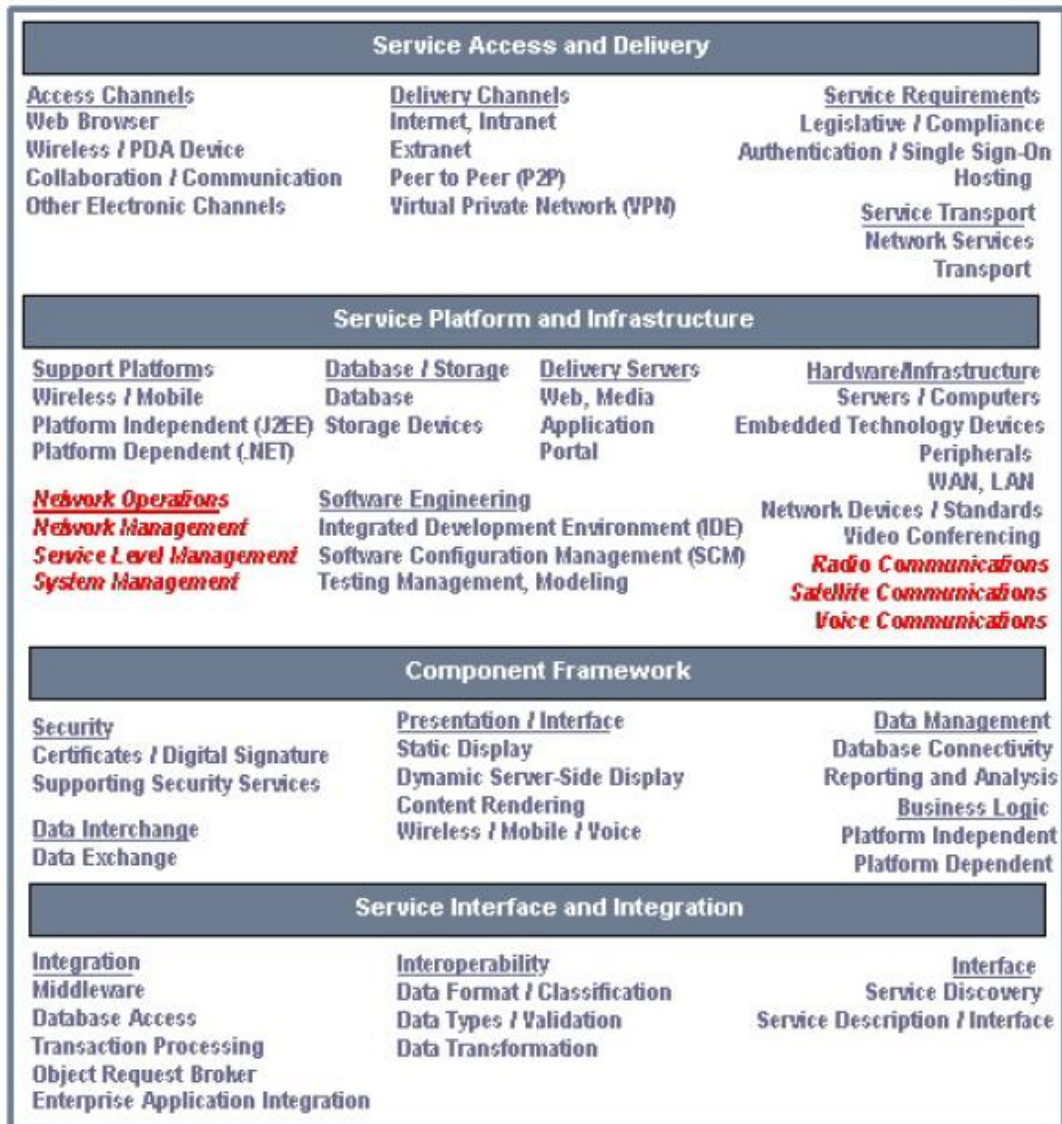 Service Access and Delivery
Access Channels
Web Browser
Wireless / PDA Device
Collaboration / Communication
Other Electronic Channels
Delivery Channels
Internet, Intranet
Extranet
Peer to Peer (P2P)
Virtual Private Network (VPN)
Service Requirements
Legislative / Compliance
Authentication / Single Sign-On
Hosting
Service Transport
Network Services
Transport
Service Platform and Infrastructure
Support Platforms
Wireless / Mobile
Platform Independent (J2EE)
Platform Dependent (.NET)
Database / Storage
Database
Storage Devices
Delivery Servers
Web, Media
Application
Portal
Hardware/Infrastructure
Servers / Computers
Embedded Technology Devices
Peripherals
WAN, LAN
Network Devices / Standards
Video Conferencing
Radio Communications
Satellite Communications
Voice Communications
Network Operations
Network Management
Service Level Management
System Management
Software Engineering
Integrated Development Environment (IDE)
Software Configuration Management (SCM)
Testing Management, Modeling
Component Framework
Security
Certificates / Digital Signature
Supporting Security Services
Data Interchange
Data Exchange
Presentation / Interface
Static Display
Dynamic Server-Side Display
Content Rendering
Wireless / Mobile / Voice
Data Management
Database Connectivity
Reporting and Analysis
Business Logic
Platform Independent
Platform Dependent
Service Interface and Integration
Integration
Middleware
Database Access
Transaction Processing
Object Request Broker
Enterprise Application Integration
Interoperability
Data Format / Classification
Data Types / Validation
Data Transformation
Interface
Service Discovery
Service Description / Interface